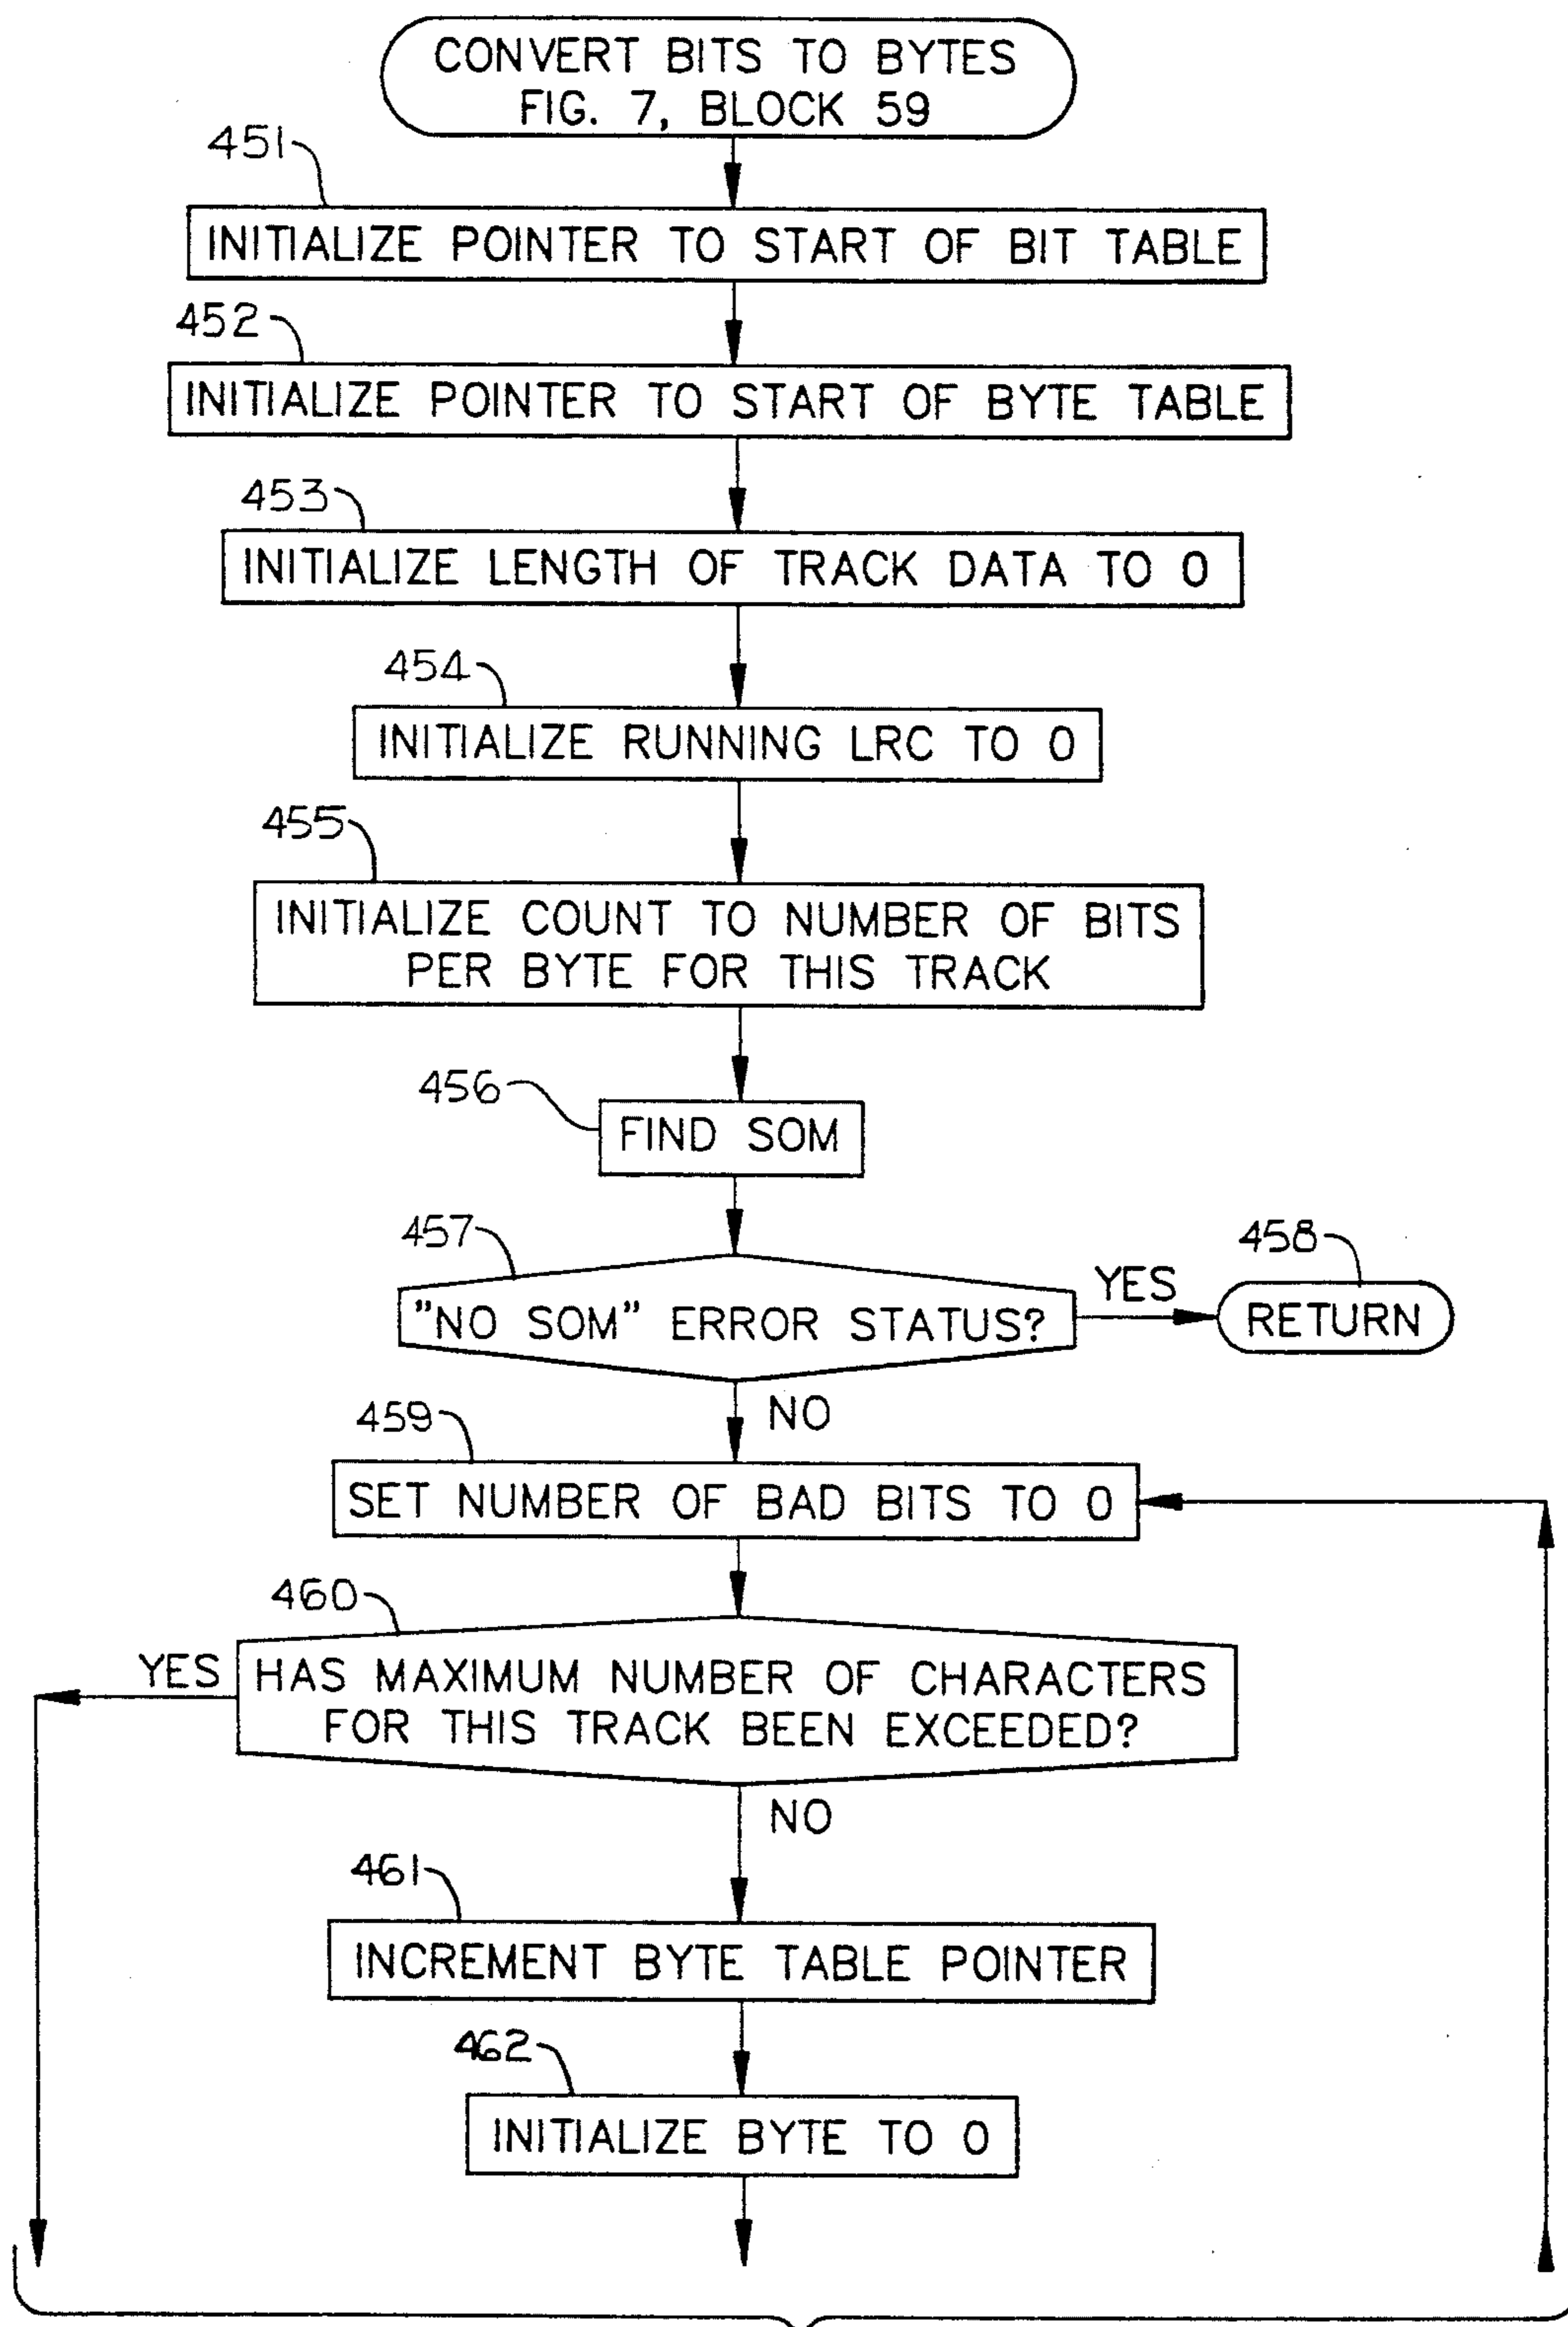 CONVERT BITS TO BYTES
FIG. 7, BLOCK 59
451
INITIALIZE POINTER TO START OF BIT TABLE
452
INITIALIZE POINTER TO START OF BYTE TABLE
453
INITIALIZE LENGTH OF TRACK DATA TO 0
454
INITIALIZE RUNNING LRC TO 0
455
INITIALIZE COUNT TO NUMBER OF BITS
PER BYTE FOR THIS TRACK
456
FIND SOM
457
"NO SOM" ERROR STATUS?
YES
458
RETURN
NO
459
SET NUMBER OF BAD BITS TO 0
460
YES
HAS MAXIMUM NUMBER OF CHARACTERS
FOR THIS TRACK BEEN EXCEEDED?
NO
461
INCREMENT BYTE TABLE POINTER
462
INITIALIZE BYTE TO 0